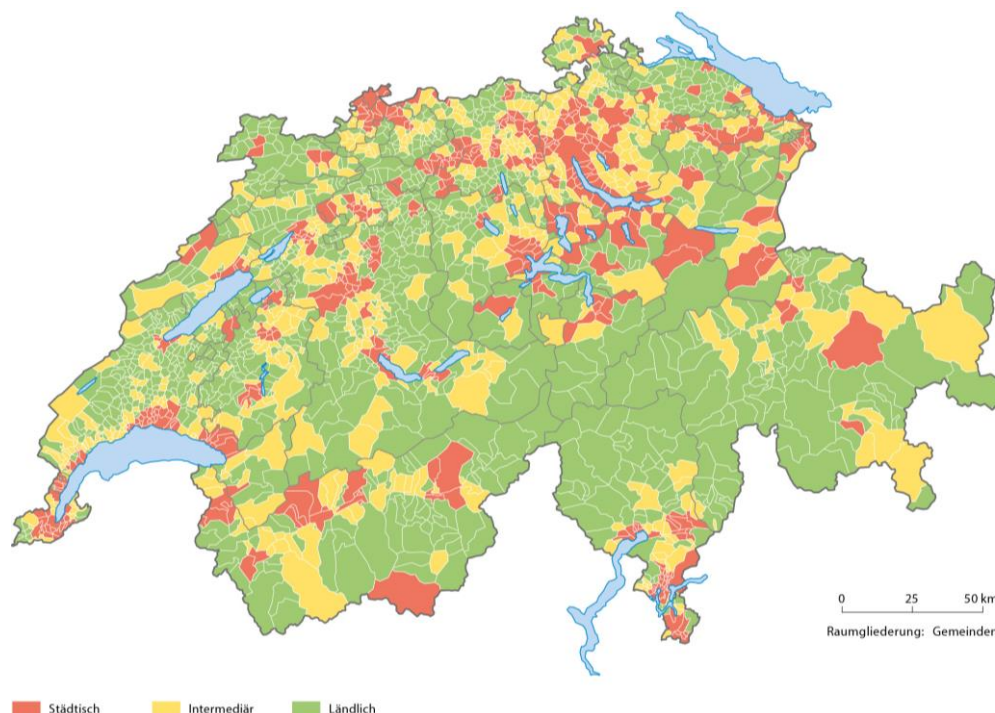 0 25 50 km
Raumgliederung: Gemeinden
Städtisch Intermediär Ländlich